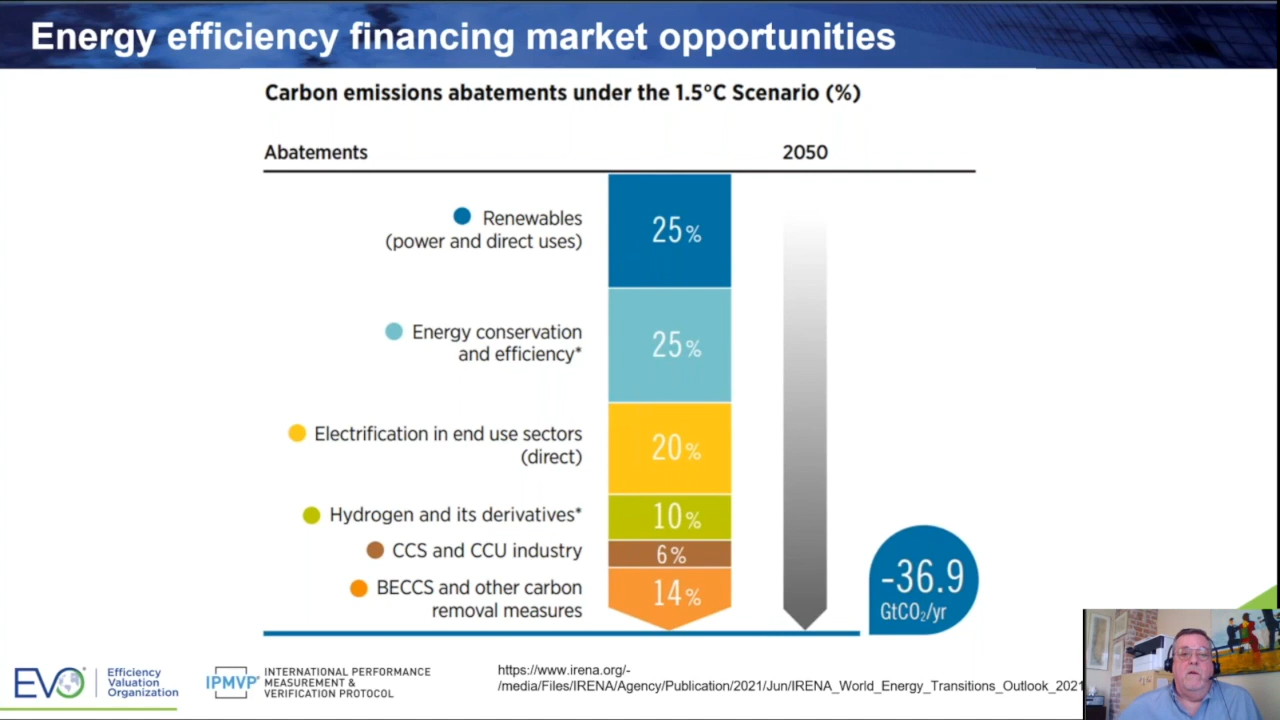 Energy efficiency financing market opportunities
Carbon emissions abatements under the 1.5°C Scenario (%)
Abatements
2050
Renewables
(power and direct uses)
25%
Energy conservation
and efficiency*
25%
Electrification in end use sectors
(direct)
20%
Hydrogen and its derivatives*
10%
CCS and CCU industry
6%
BECCS and other carbon
removal measures
14%
-36.9
GtCO₂/yr
EVO
Efficiency
Valuation
Organization
IPMVP
INTERNATIONAL PERFORMANCE
MEASUREMENT &
VERIFICATION PROTOCOL
https://www.irena.org/-
/media/Files/IRENA/Agency/Publication/2021/Jun/IRENA_World_Energy_Transitions_Outlook_2021